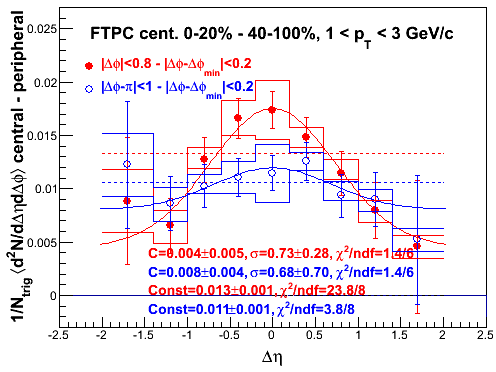 FTPC cent. 0-20% - 40-100%, 1 < p_T < 3 GeV/c
|Δϕ|<0.8 - |Δϕ-Δϕ_min|<0.2
|Δϕ-π|<1 - |Δϕ-Δϕ_min|<0.2
1/N_trig ⟨d²N/dΔηdΔϕ⟩ central - peripheral
0.025
0.02
0.015
0.01
0.005
0
C=0.004±0.005, σ=0.73±0.28, χ²/ndf=1.4/6
C=0.008±0.004, σ=0.68±0.70, χ²/ndf=1.4/6
Const=0.013±0.001, χ²/ndf=23.8/8
Const=0.011±0.001, χ²/ndf=3.8/8
-2.5 -2 -1.5 -1 -0.5 0 0.5 1 1.5 2 2.5
Δη